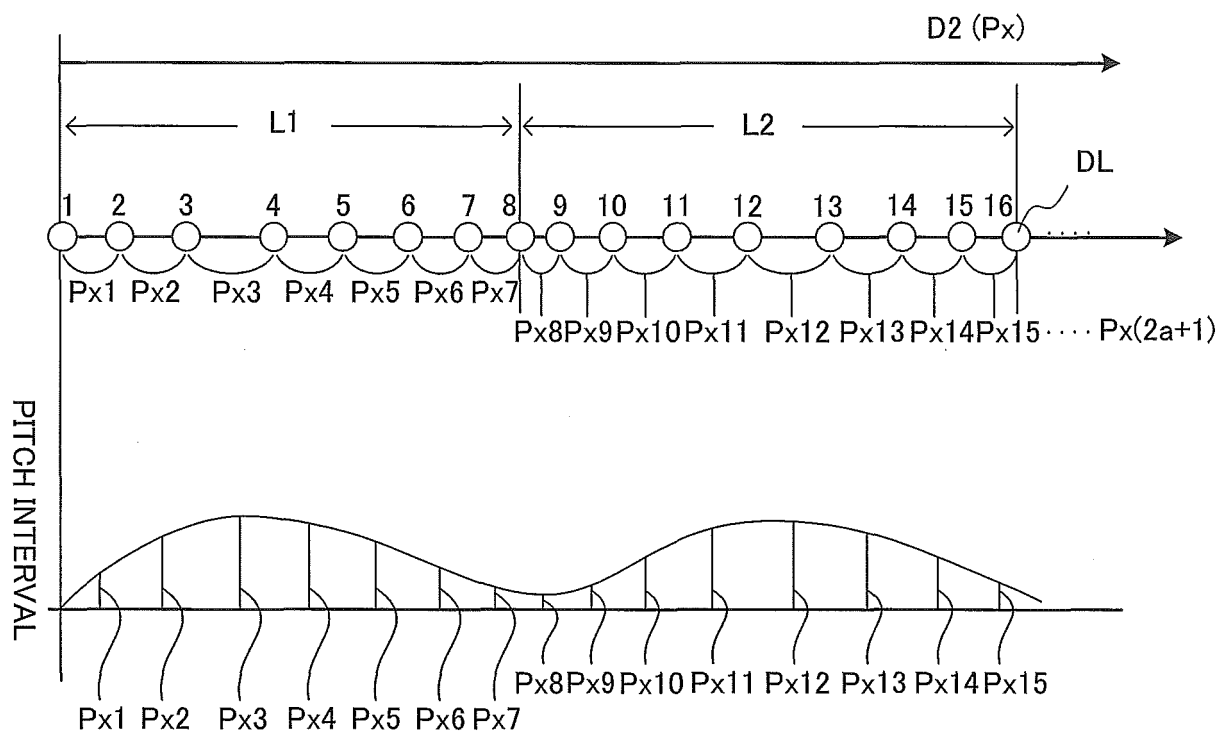 D2 (Px)
L1
L2
DL
1 2 3 4 5 6 7 8 9 10 11 12 13 14 15 16
.....
Px1 Px2 Px3 Px4 Px5 Px6 Px7
Px8 Px9 Px10 Px11 Px12 Px13 Px14 Px15 .... Px(2a+1)
PITCH INTERVAL
Px8 Px9 Px10 Px11 Px12 Px13 Px14 Px15
Px1 Px2 Px3 Px4 Px5 Px6 Px7